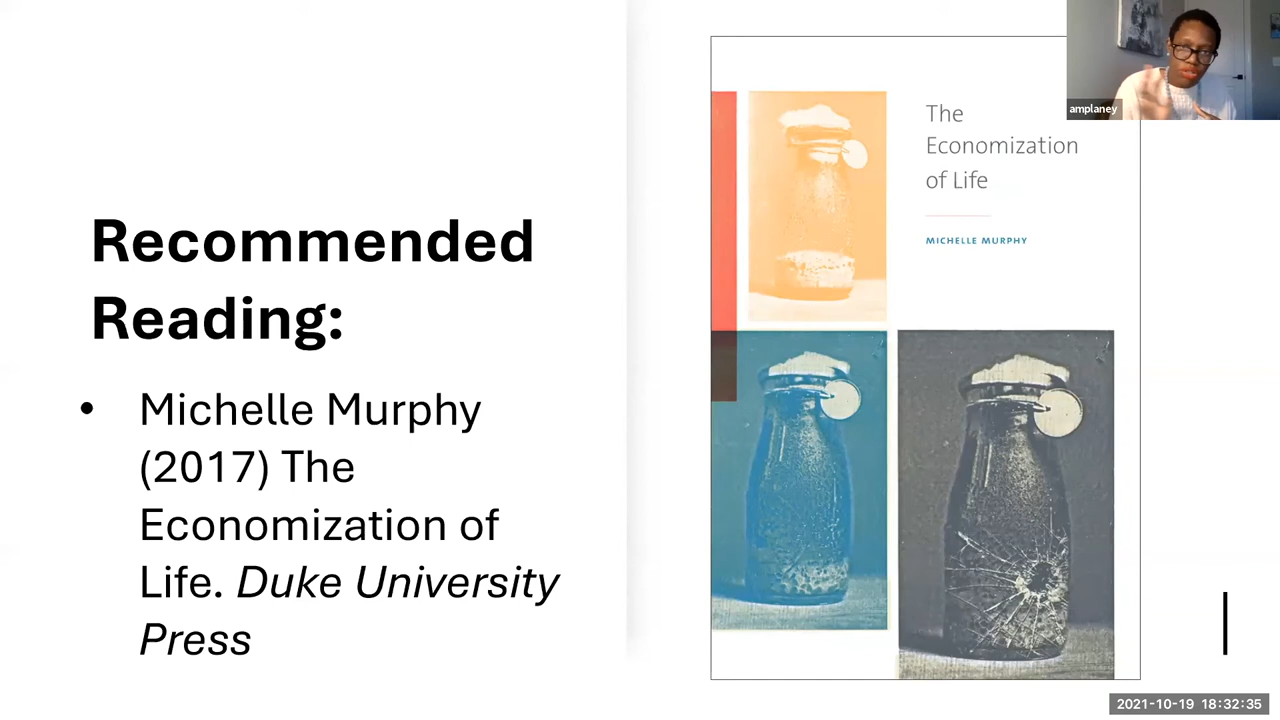 Recommended
Reading:
• Michelle Murphy
(2017) The
Economization of
Life. Duke University
Press
The
Economization
of Life
MICHELLE MURPHY
amplaney
2021-10-19 18:32:35